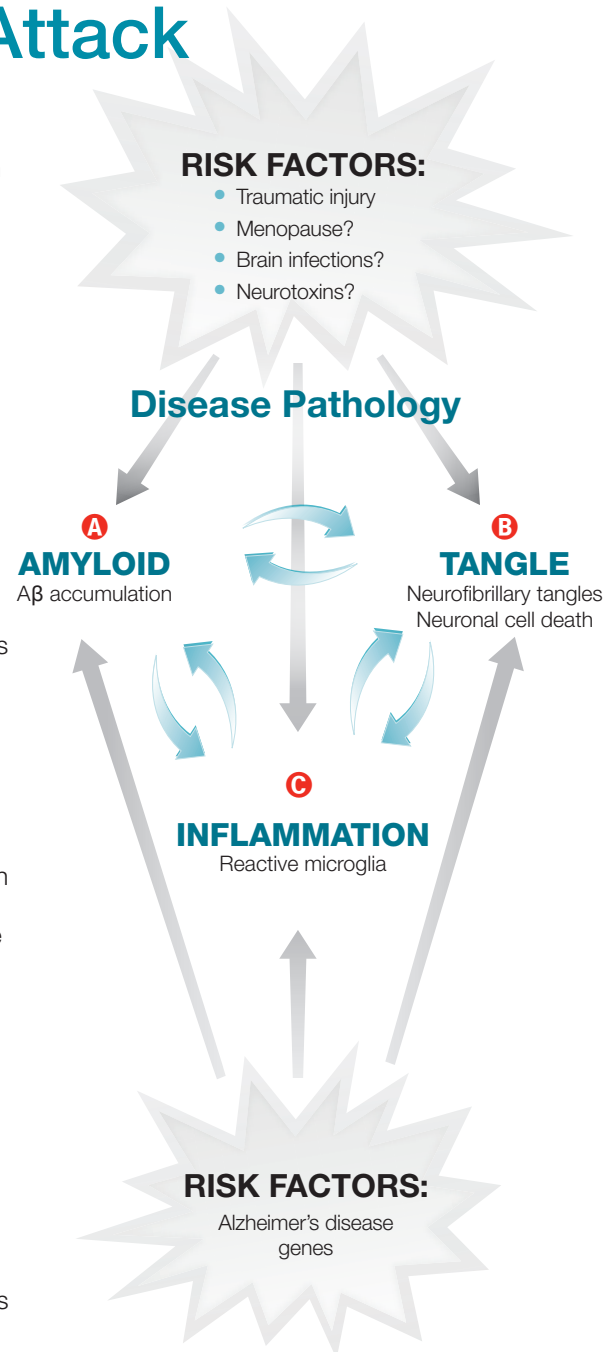 Attack
RISK FACTORS:
• Traumatic injury
• Menopause?
• Brain infections?
• Neurotoxins?
Disease Pathology
A
AMYLOID
Aβ accumulation
B
TANGLE
Neurofibrillary tangles
Neuronal cell death
C
INFLAMMATION
Reactive microglia
RISK FACTORS:
Alzheimer’s disease
genes